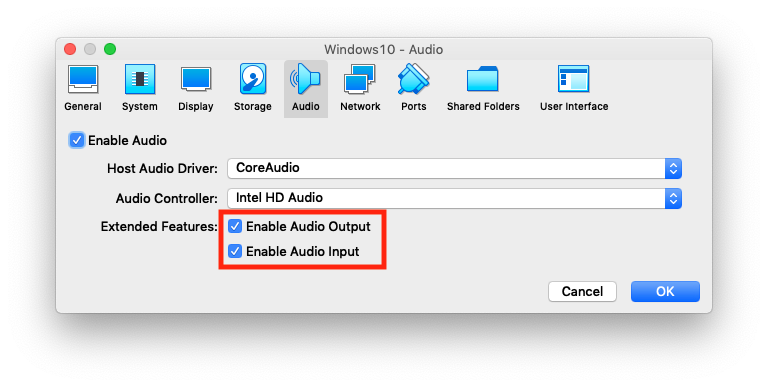 Windows10 - Audio
General System Display Storage Audio Network Ports Shared Folders User Interface
Enable Audio
Host Audio Driver: CoreAudio
Audio Controller: Intel HD Audio
Extended Features: Enable Audio Output
Enable Audio Input
Cancel OK